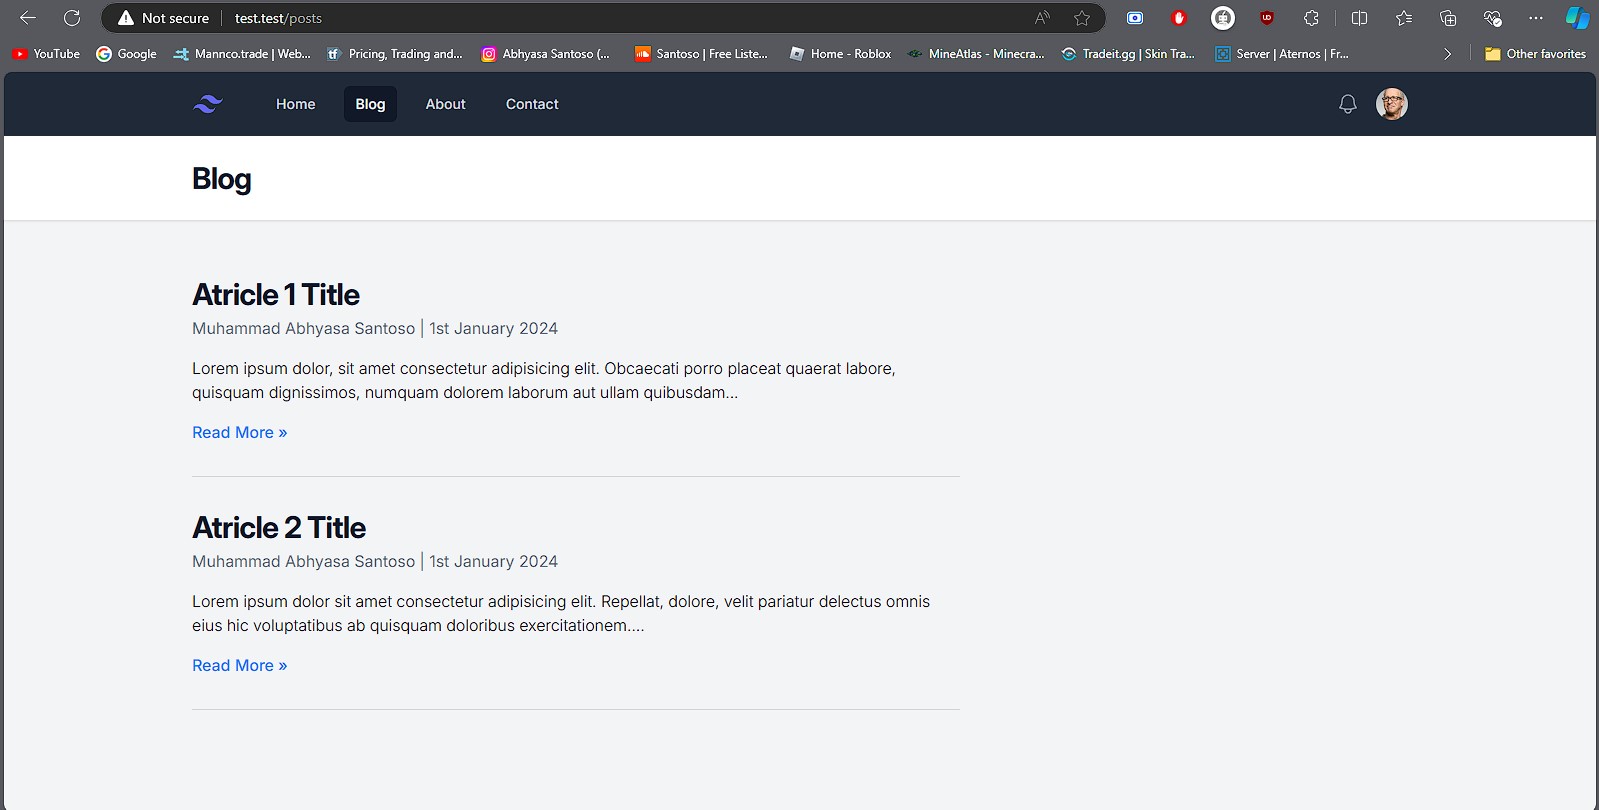 Not secure test.test/posts
YouTube Google Mannco.trade | Web... Pricing, Trading and... Abhyasa Santoso (... Santoso | Free Liste... Home - Roblox MineAtlas - Minecra... Tradeit.gg | Skin Tra... Server | Aternos | Fr... Other favorites
Home Blog About Contact
Blog
Atricle 1 Title
Muhammad Abhyasa Santoso | 1st January 2024
Lorem ipsum dolor, sit amet consectetur adipisicing elit. Obcaecati porro placeat quaerat labore,
quisquam dignissimos, numquam dolorem laborum aut ullam quibusdam...
Read More »
Atricle 2 Title
Muhammad Abhyasa Santoso | 1st January 2024
Lorem ipsum dolor sit amet consectetur adipisicing elit. Repellat, dolore, velit pariatur delectus omnis
eius hic voluptatibus ab quisquam doloribus exercitationem....
Read More »